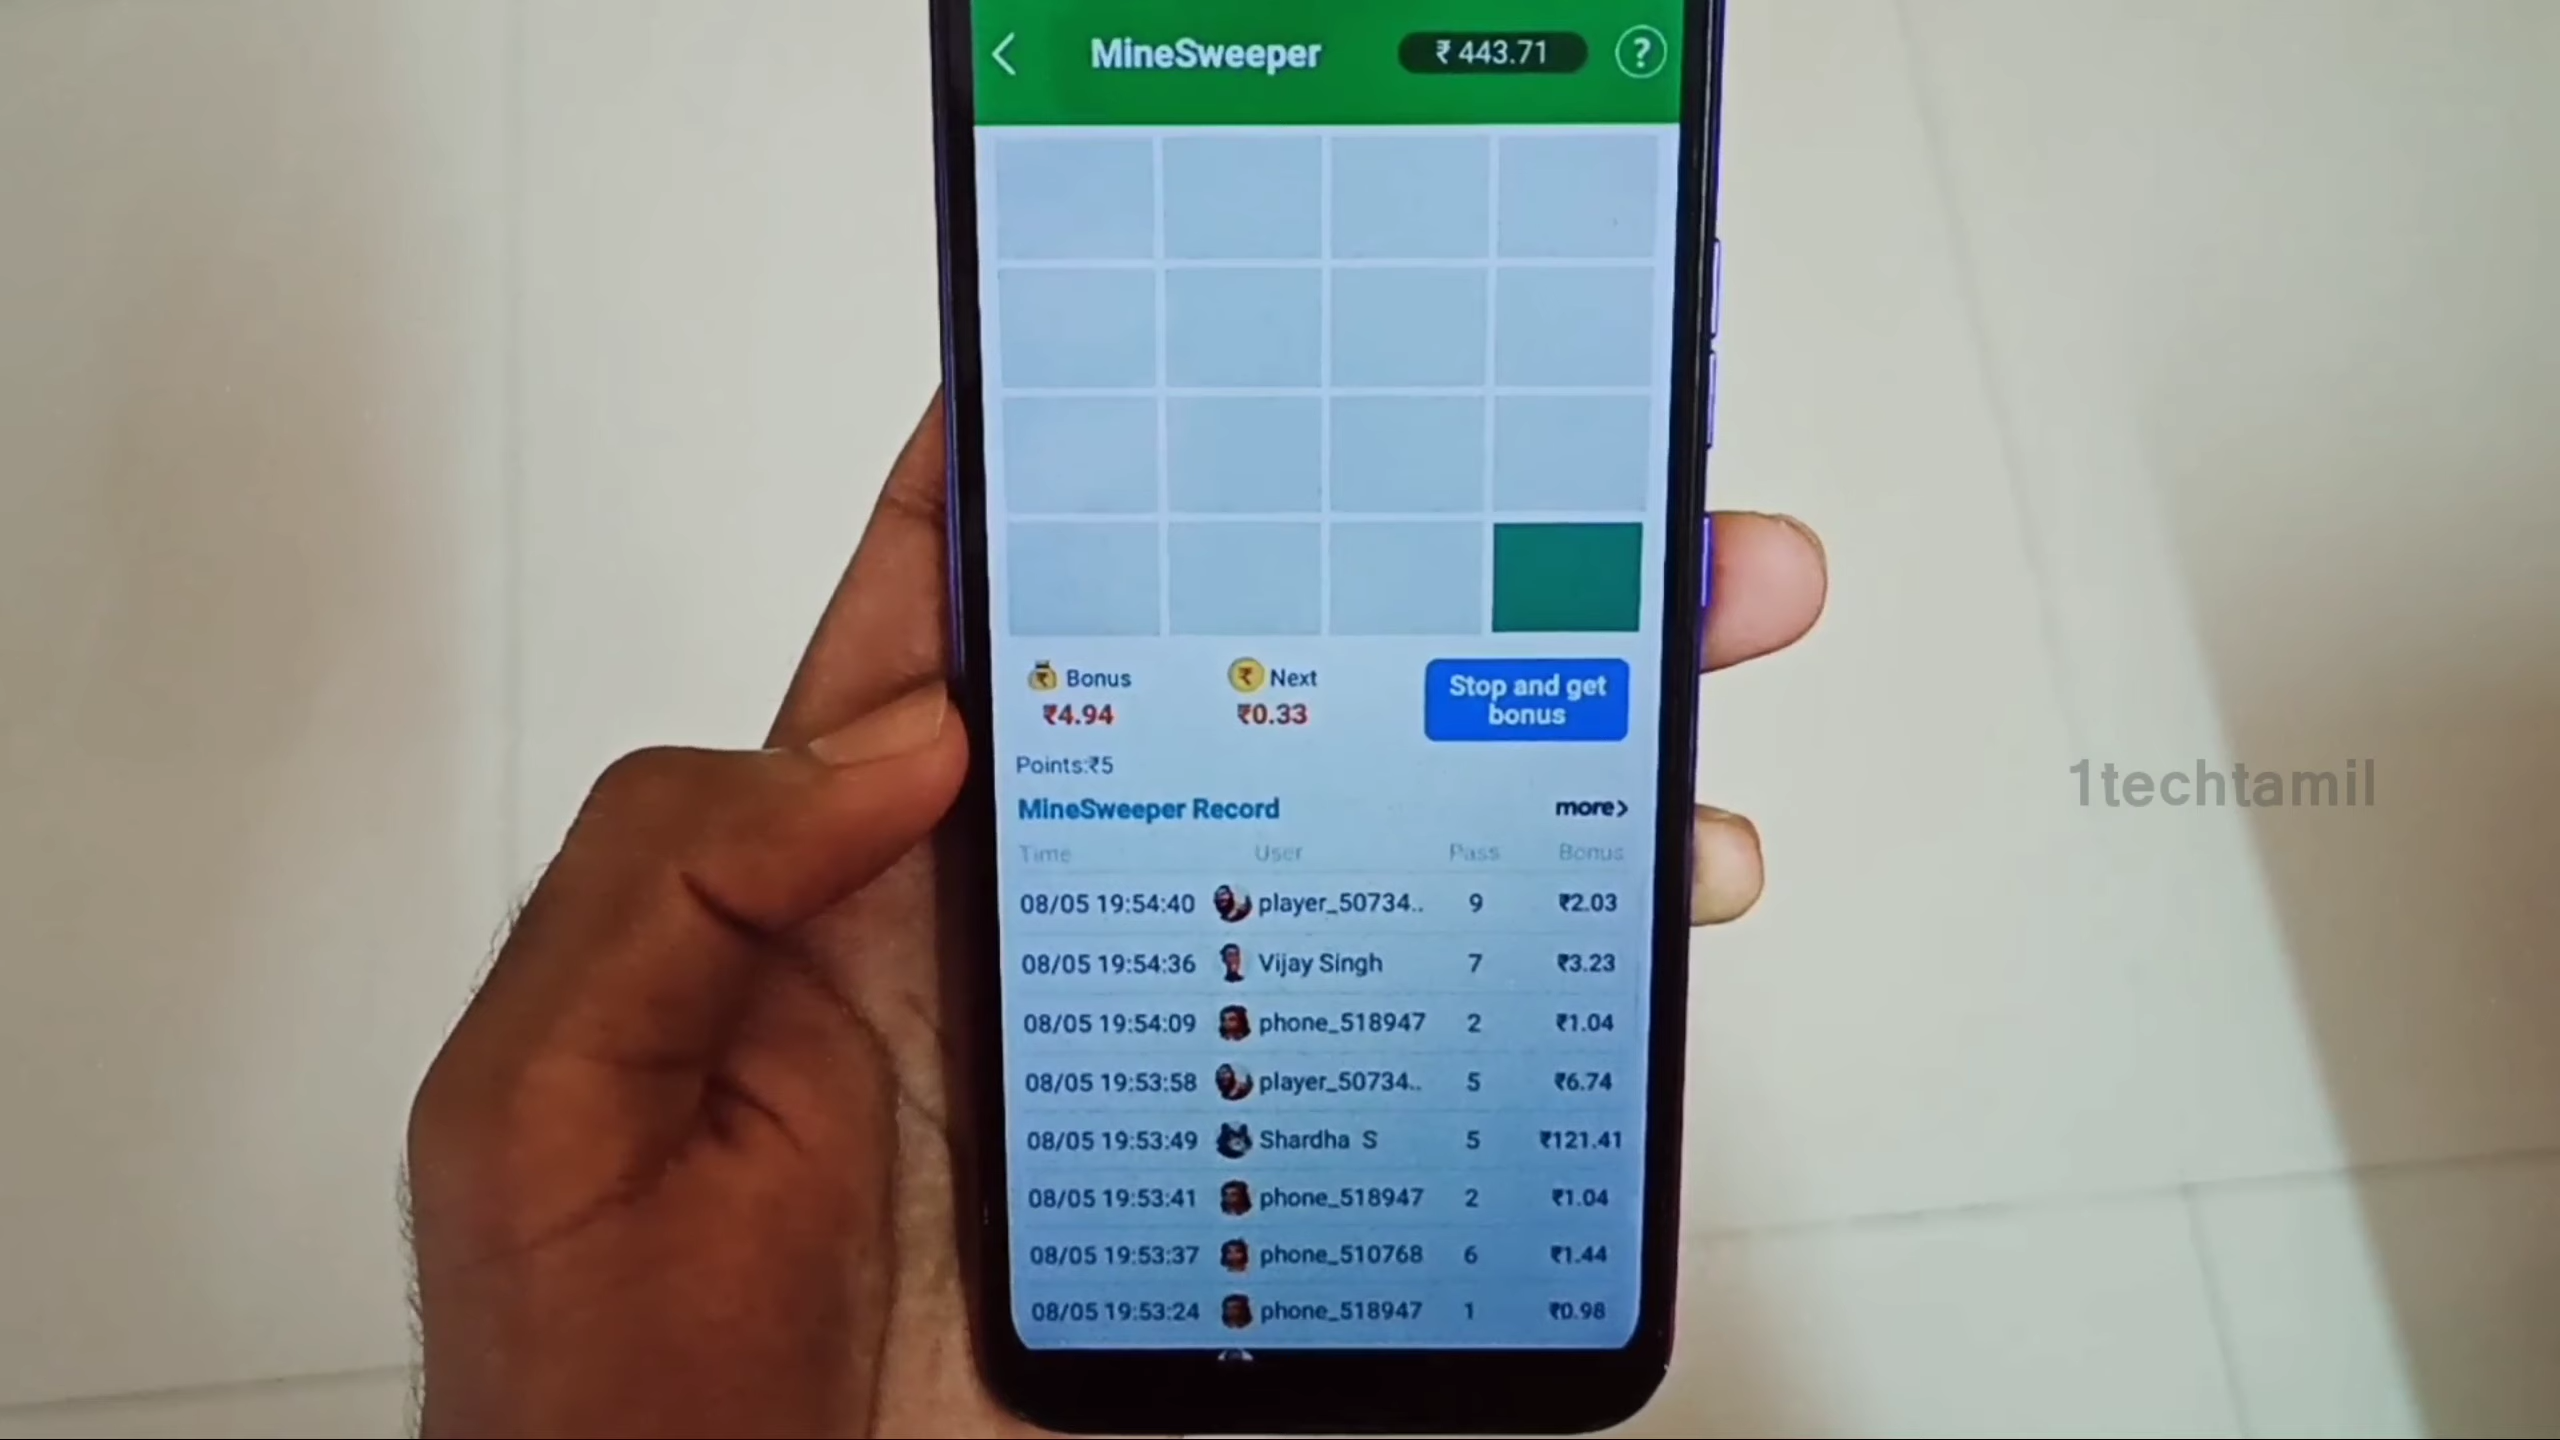 MineSweeper ₹ 443.71 ?
Bonus Next Stop and get
₹4.94 ₹0.33 bonus
Points:₹5
MineSweeper Record more>
Time User Pass Bonus
08/05 19:54:40 player_50734.. 9 ₹2.03
08/05 19:54:36 Vijay Singh 7 ₹3.23
08/05 19:54:09 phone_518947 2 ₹1.04
08/05 19:53:58 player_50734.. 5 ₹6.74
08/05 19:53:49 Shardha S 5 ₹121.41
08/05 19:53:41 phone_518947 2 ₹1.04
08/05 19:53:37 phone_510768 6 ₹1.44
08/05 19:53:24 phone_518947 1 ₹0.98
1techtamil